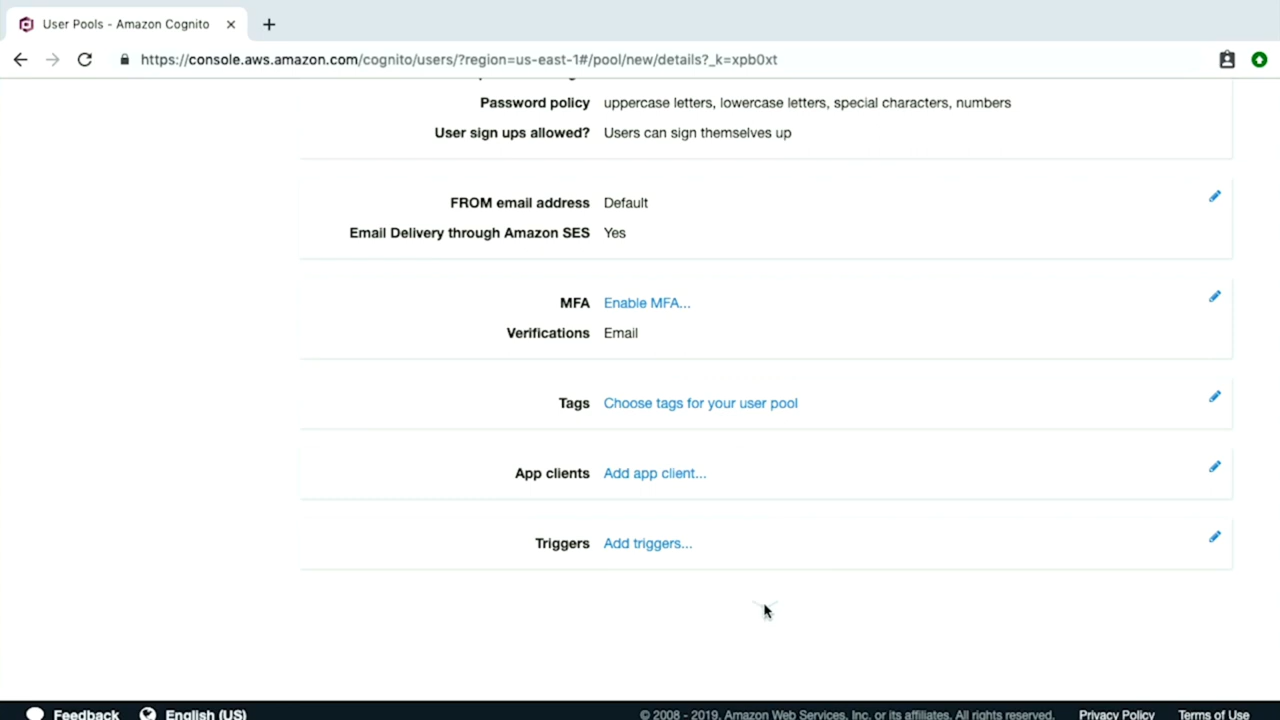 User Pools - Amazon Cognito
https://console.aws.amazon.com/cognito/users/?region=us-east-1#/pool/new/details?_k=xpb0xt
Password policy uppercase letters, lowercase letters, special characters, numbers
User sign ups allowed? Users can sign themselves up
FROM email address Default
Email Delivery through Amazon SES Yes
MFA Enable MFA...
Verifications Email
Tags Choose tags for your user pool
App clients Add app client...
Triggers Add triggers...
Feedback English (US) © 2008 - 2019, Amazon Web Services, Inc. or its affiliates. All rights reserved. Privacy Policy Terms of Use